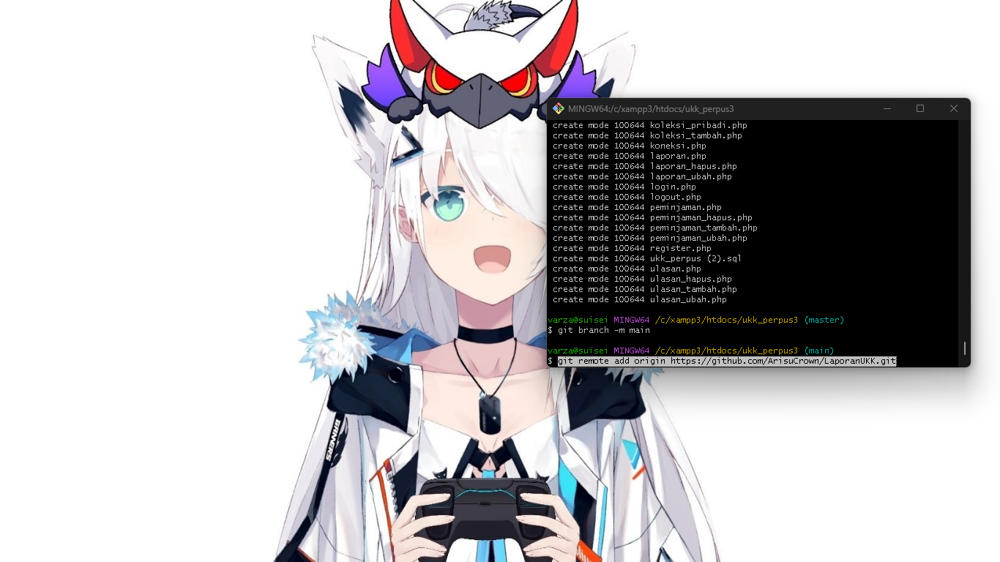 MINGW64:/c/xampp3/htdocs/ukk_perpus3
create mode 100644 koleksi_pribadi.php
create mode 100644 koleksi_tambah.php
create mode 100644 koneksi.php
create mode 100644 laporan.php
create mode 100644 laporan_hapus.php
create mode 100644 laporan_ubah.php
create mode 100644 login.php
create mode 100644 logout.php
create mode 100644 peminjaman.php
create mode 100644 peminjaman_hapus.php
create mode 100644 peminjaman_tambah.php
create mode 100644 peminjaman_ubah.php
create mode 100644 register.php
create mode 100644 ukk_perpus (2).sql
create mode 100644 ulasan.php
create mode 100644 ulasan_hapus.php
create mode 100644 ulasan_tambah.php
create mode 100644 ulasan_ubah.php
varza@suisei MINGW64 /c/xampp3/htdocs/ukk_perpus3 (master)
$ git branch -m main
varza@suisei MINGW64 /c/xampp3/htdocs/ukk_perpus3 (main)
$ git remote add origin https://github.com/ArisuCrown/LaporanUKK.git